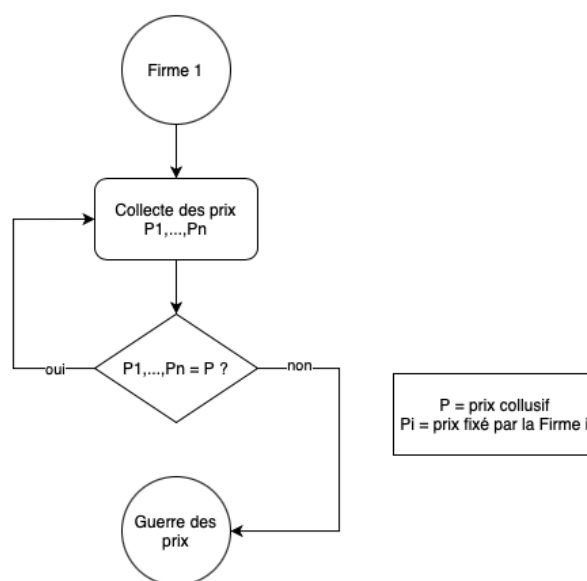 Firme 1
Collecte des prix
P1,...,Pn
P1,...,Pn = P ?
oui
non
P = prix collusif
Pi = prix fixé par la Firme i
Guerre des
prix